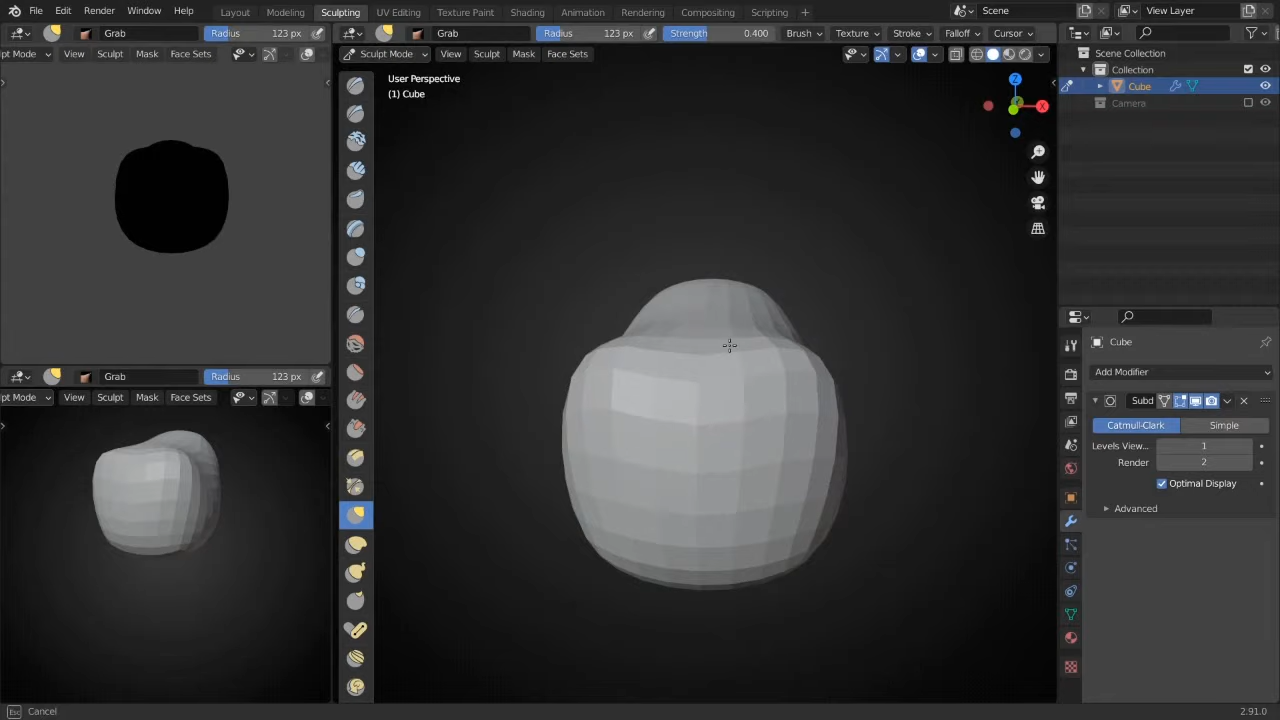 File Edit Render Window Help Layout Modeling Sculpting UV Editing Texture Paint Shading Animation Rendering Compositing Scripting + Scene View Layer
Grab Radius 123 px
Grab Radius 123 px Strength 0.400 Brush Texture Stroke Falloff Cursor
pt Mode View Sculpt Mask Face Sets
Sculpt Mode View Sculpt Mask Face Sets
User Perspective
(1) Cube
Z
X
Scene Collection
Collection
Cube
Camera
Grab Radius 123 px
pt Mode View Sculpt Mask Face Sets
Cube
Add Modifier
Subd
Catmull-Clark Simple
Levels View... 1
Render 2
Optimal Display
Advanced
Esc Cancel
2.91.0